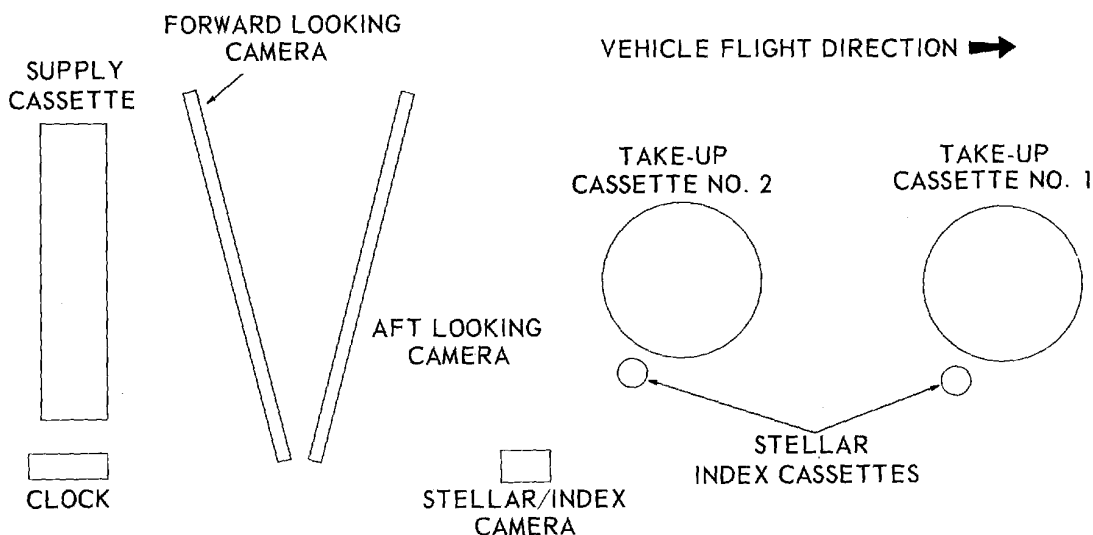 FORWARD LOOKING
CAMERA
VEHICLE FLIGHT DIRECTION
SUPPLY
CASSETTE
TAKE-UP
CASSETTE NO. 2
TAKE-UP
CASSETTE NO. 1
AFT LOOKING
CAMERA
STELLAR
INDEX CASSETTES
CLOCK
STELLAR/INDEX
CAMERA